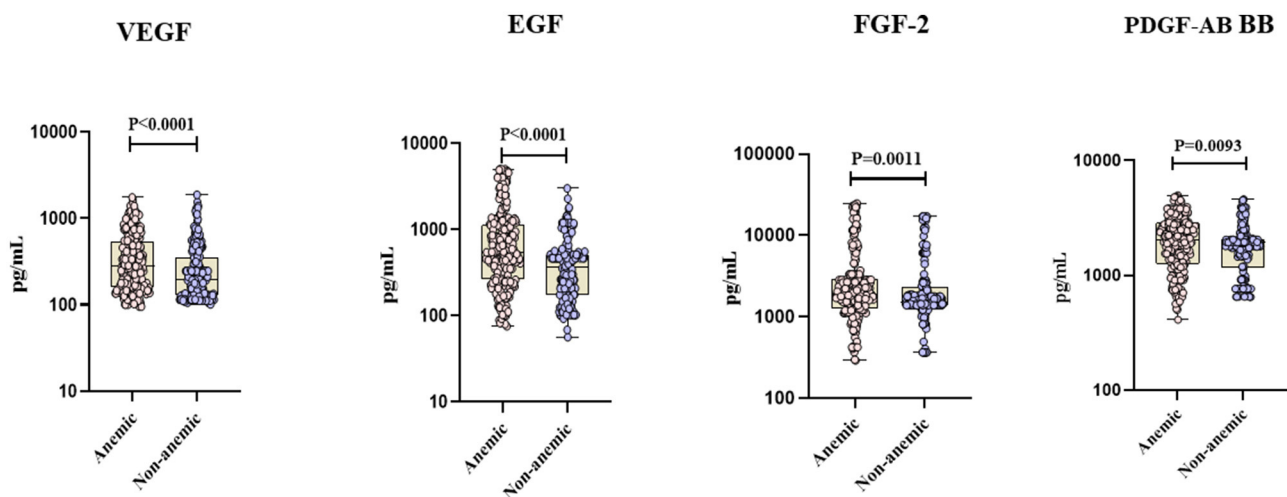 VEGF
P<0.0001
10000
1000
100
10
pg/mL
Anemic
Non-anemic
EGF
P<0.0001
10000
1000
100
10
pg/mL
Anemic
Non-anemic
FGF-2
P=0.0011
100000
10000
1000
100
pg/mL
Anemic
Non-anemic
PDGF-AB BB
P=0.0093
10000
1000
100
pg/mL
Anemic
Non-anemic